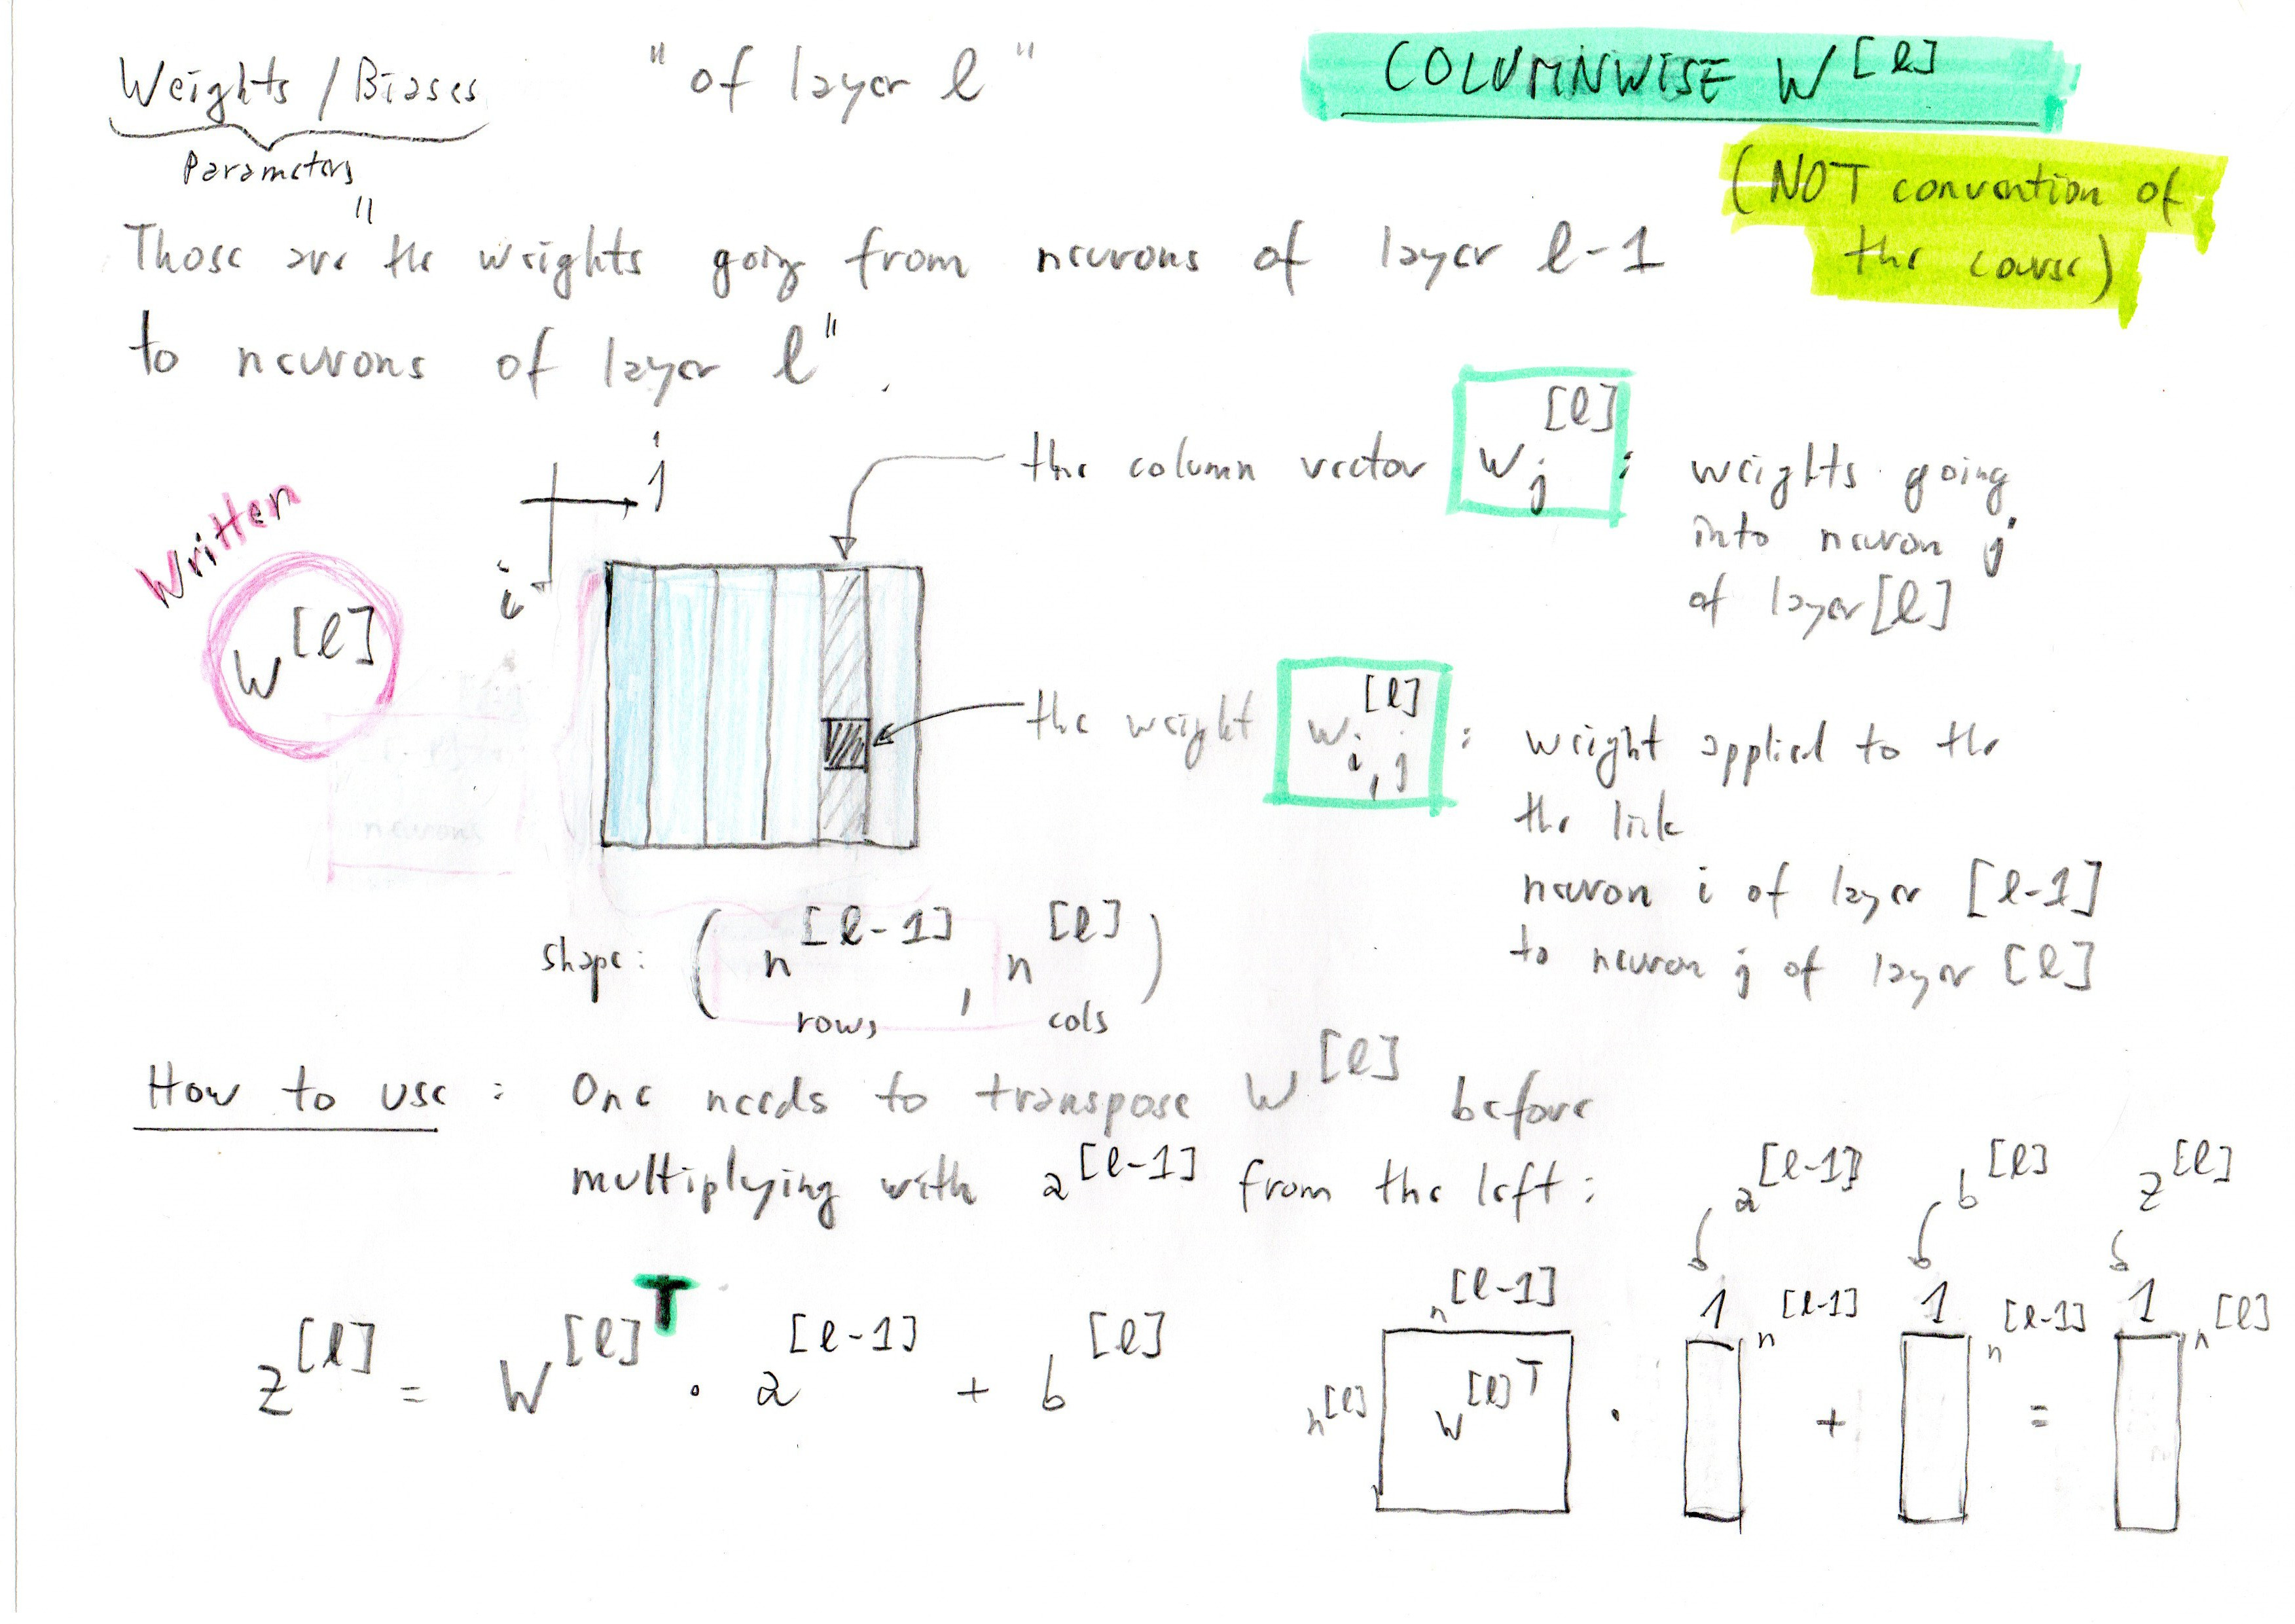 Weights / Biases " of layer l " COLUMNWISE W^[l]
Parameters
(NOT convention of
the course)
Those are "the weights going from neurons of layer l-1
to neurons of layer l".
j
i
Written
W^[l]
the column vector w_j^[l] : weights going
into neuron j
of layer [l]
the weight w_i,j^[l] : weight applied to the
the link
neuron i of layer [l-1]
to neuron j of layer [l]
neurons
shape: ( n^[l-1] , n^[l] )
rows cols
How to use : One needs to transpose W^[l] before
multiplying with a^[l-1] from the left :
z^[l] = W^[l]T · a^[l-1] + b^[l]
a^[l-1] b^[l] z^[l]
n^[l-1] 1 n^[l-1] 1 n^[l-1] 1 n^[l]
n^[l] W^[l]T · + =